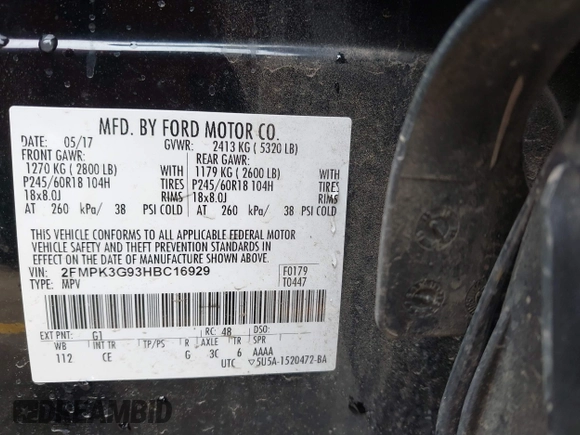 MFD. BY FORD MOTOR CO.
DATE: 05/17 GVWR: 2413 KG ( 5320 LB)
FRONT GAWR: REAR GAWR:
1270 KG ( 2800 LB) WITH 1179 KG ( 2600 LB) WITH
P245/60R18 104H TIRES P245/60R18 104H TIRES
18x8.0J RIMS 18x8.0J RIMS
AT 260 kPa/ 38 PSI COLD AT 260 kPa/ 38 PSI COLD
THIS VEHICLE CONFORMS TO ALL APPLICABLE FEDERAL MOTOR
VEHICLE SAFETY AND THEFT PREVENTION STANDARDS IN
EFFECT ON THE DATE OF MANUFACTURE SHOWN ABOVE.
VIN: 2FMPK3G93HBC16929 F0179
TYPE: MPV T0447
EXT PNT: G1 RC: 48 DSO:
WB INT TR TP/PS R AXLE TR SPR
112 CE G 3C 6 AAAA
UTC ▽5U5A-1520472-BA
DREAMBID